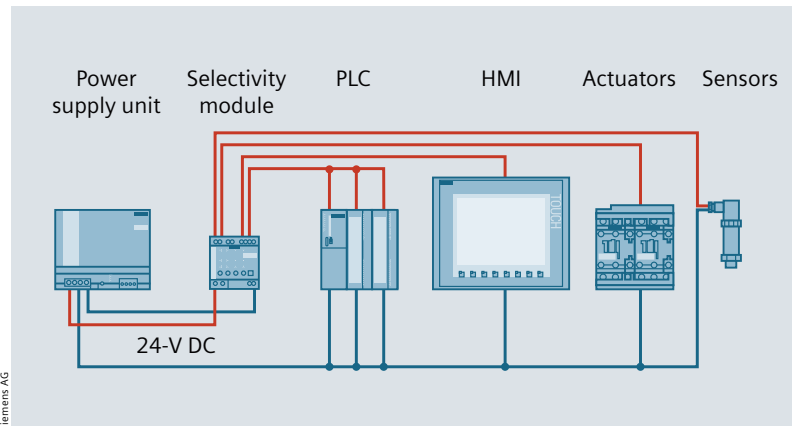 Power
supply unit
Selectivity
module
PLC
HMI
Actuators
Sensors
TOUCH
24-V DC
iemens AG